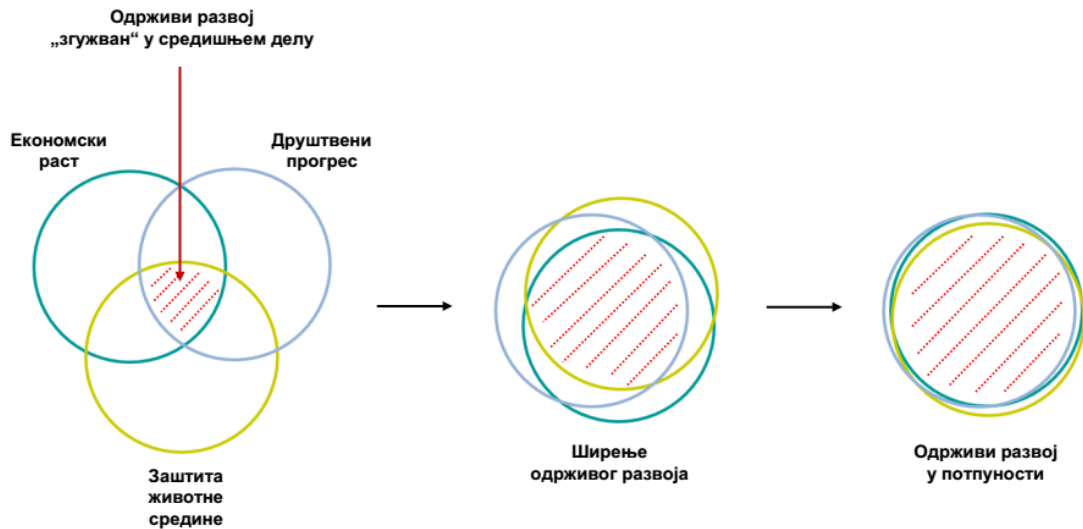 Одрживи развој
„згужван“ у средишњем делу
Економски
раст
Друштвени
прогрес
Заштита
животне
средине
Ширење
одрживог развоја
Одрживи развој
у потпуности